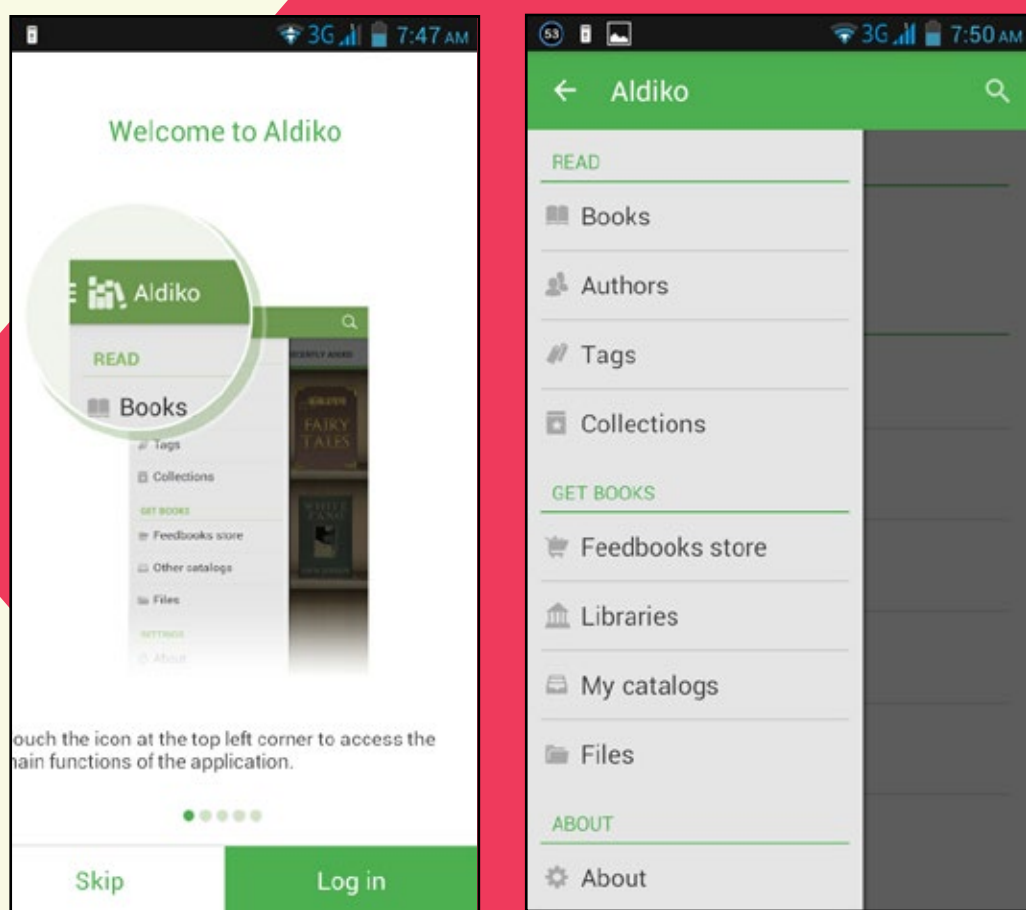 3G 7:47 AM
Welcome to Aldiko
Aldiko
READ
Books
FAIRY
TALES
Tags
Collections
GET BOOKS
Feedbooks store
Other catalogs
Files
SETTINGS
About
ouch the icon at the top left corner to access the
nain functions of the application.
Skip
Log in
53 3G 7:50 AM
Aldiko
READ
Books
Authors
Tags
Collections
GET BOOKS
Feedbooks store
Libraries
My catalogs
Files
ABOUT
About